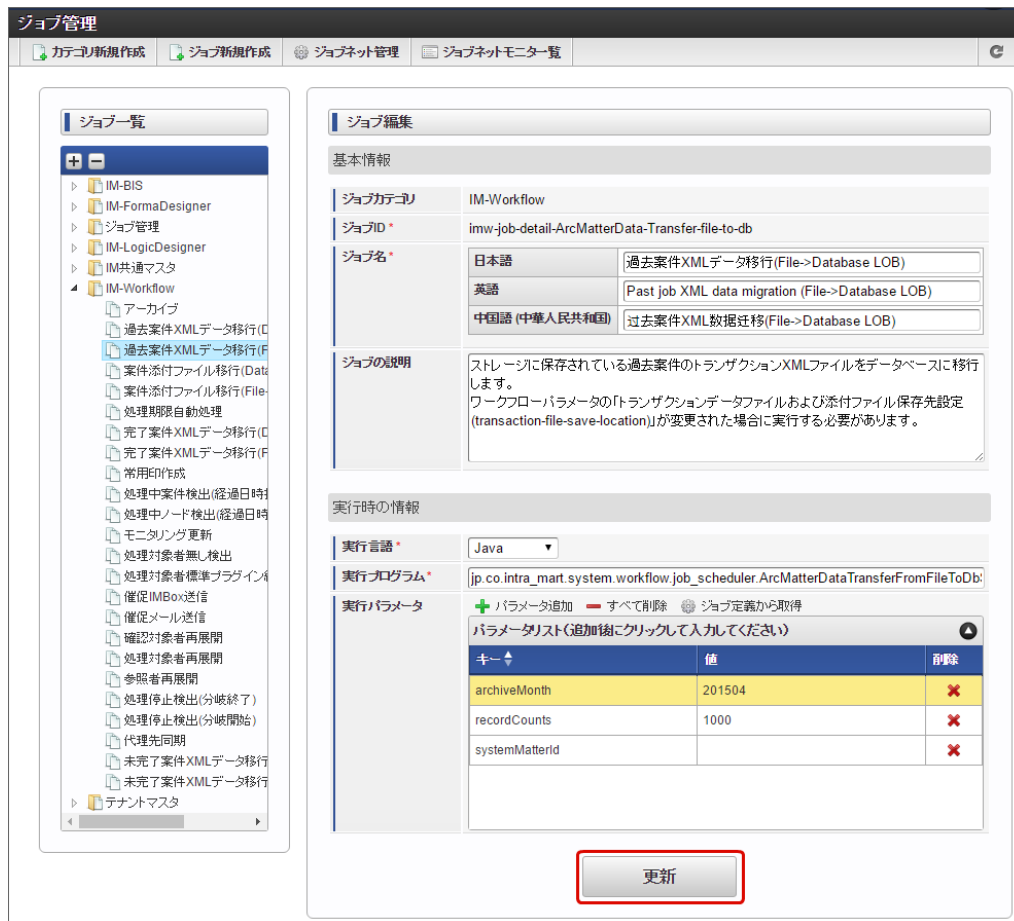 ジョブ管理
カテゴリ新規作成 ジョブ新規作成 ジョブネット管理 ジョブネットモニター覧
ジョブ一覧
IM-BIS
IM-FormaDesigner
ジョブ管理
IM-LogicDesigner
IM共通マスタ
IM-Workflow
アーカイブ
過去案件XMLデータ移行(D
過去案件XMLデータ移行(F
案件添付ファイル移行(Data
案件添付ファイル移行(File-
処理期限自動処理
完了案件XMLデータ移行(D
完了案件XMLデータ移行(F
常用印作成
処理中案件検出(経過日時
処理中ノード検出(経過日時
モニタリング更新
処理対象者無し検出
処理対象者標準プラグイン
催促IMBox送信
催促メール送信
確認対象者再展開
処理対象者再展開
参照者再展開
処理停止検出(分岐終了)
処理停止検出(分岐開始)
代理先同期
未完了案件XMLデータ移行
未完了案件XMLデータ移行
テナントマスタ
ジョブ編集
基本情報
ジョブカテゴリ IM-Workflow
ジョブID* imw-job-detail-ArcMatterData-Transfer-file-to-db
ジョブ名*
日本語 過去案件XMLデータ移行(File->Database LOB)
英語 Past job XML data migration (File->Database LOB)
中国語 (中華人民共和国) 过去案件XML数据迁移(File->Database LOB)
ジョブの説明
ストレージに保存されている過去案件のトランザクションXMLファイルをデータベースに移行
します。
ワークフローパラメータの「トランザクションデータファイルおよび添付ファイル保存先設定
(transaction-file-save-location)」が変更された場合に実行する必要があります。
実行時の情報
実行言語* Java
実行プログラム* jp.co.intra_mart.system.workflow.job_scheduler.ArcMatterDataTransferFromFileToDb
実行パラメータ
パラメータ追加 すべて削除 ジョブ定義から取得
パラメータリスト(追加後にクリックして入力してください)
キー 値 削除
archiveMonth 201504
recordCounts 1000
systemMatterId
更新